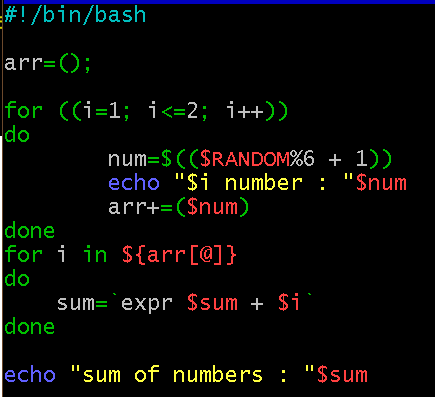 #!/bin/bash
arr=();
for ((i=1; i<=2; i++))
do
        num=$(($RANDOM%6 + 1))
        echo "$i number : "$num
        arr+=($num)
done
for i in ${arr[@]}
do
    sum=`expr $sum + $i`
done
echo "sum of numbers : "$sum